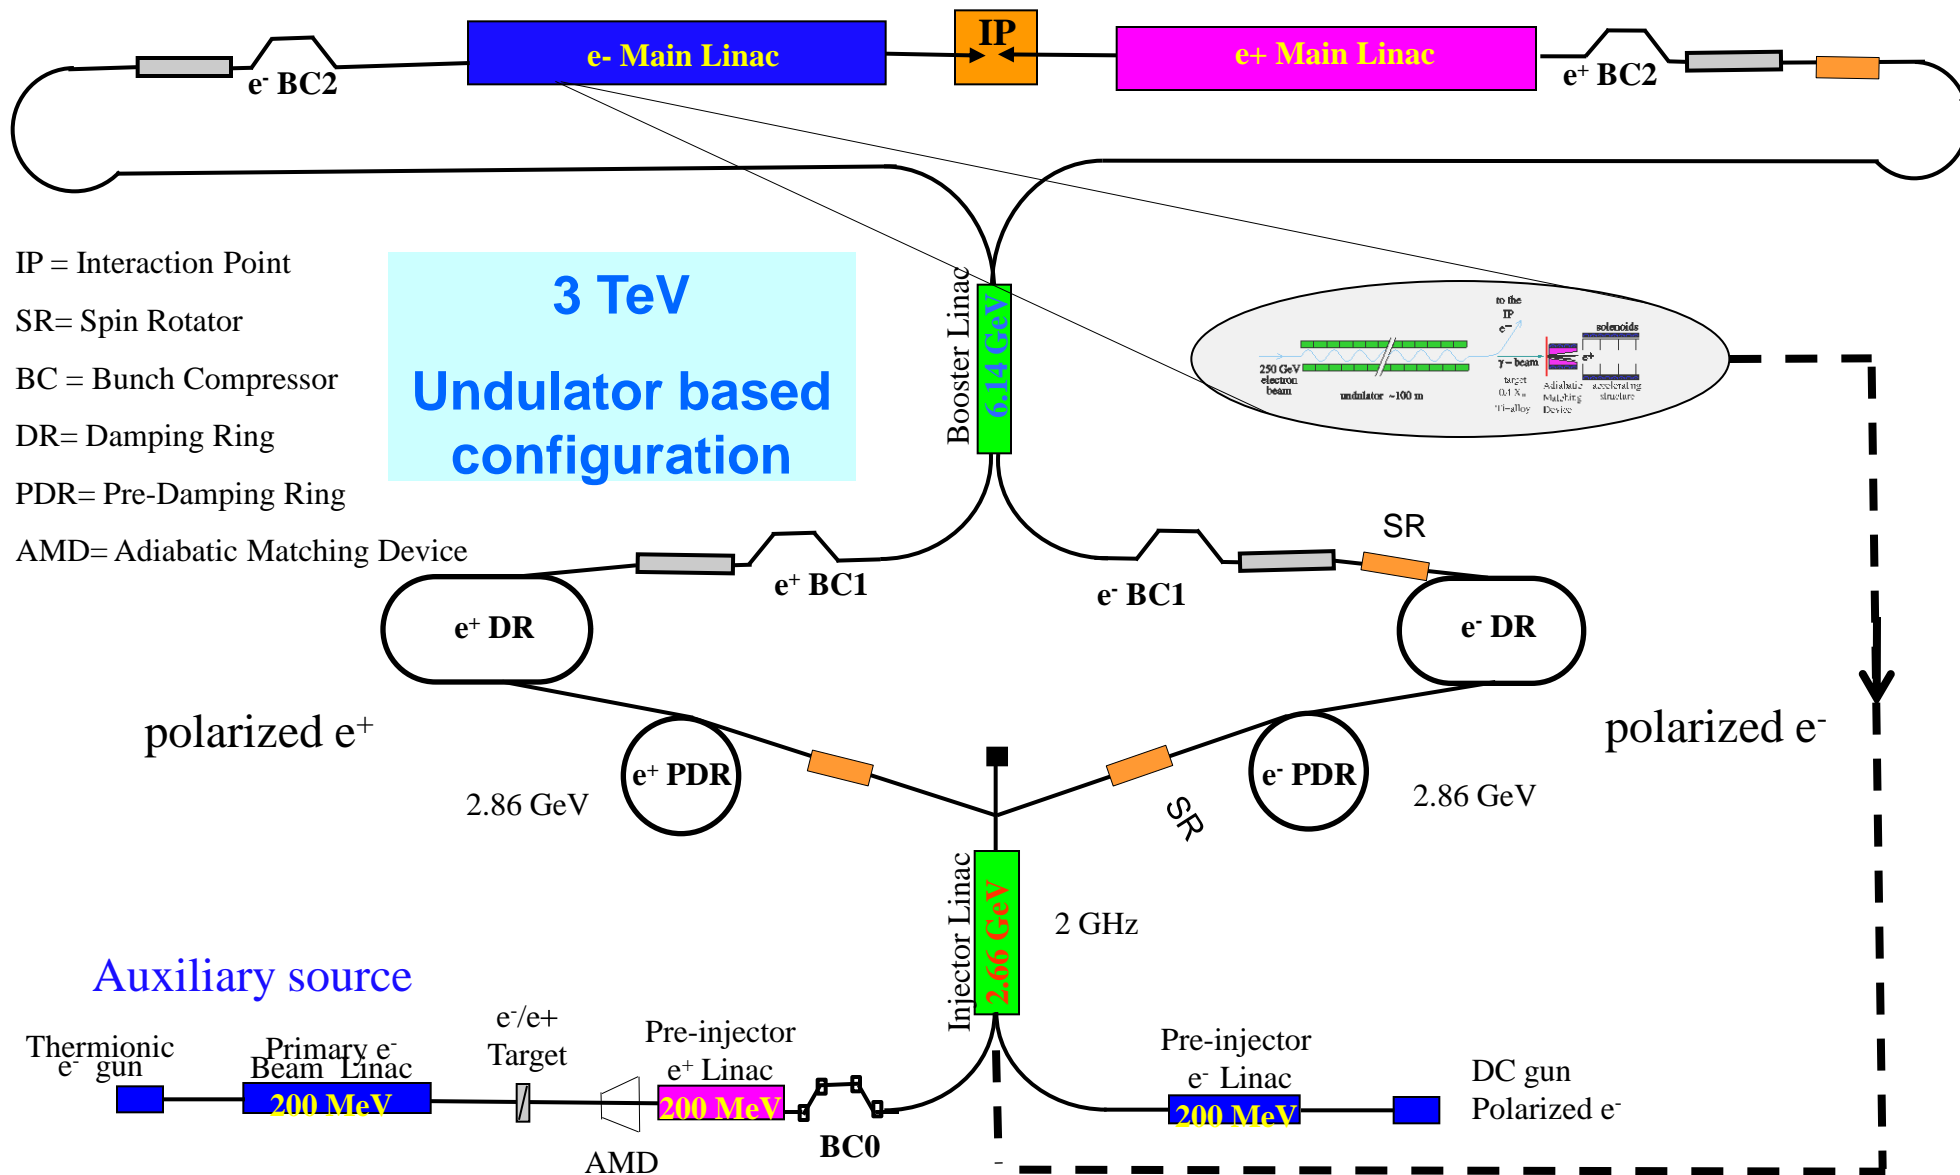 IP
e- Main Linac
e+ Main Linac
e- BC2
e+ BC2
IP = Interaction Point
SR= Spin Rotator
BC = Bunch Compressor
DR= Damping Ring
PDR= Pre-Damping Ring
AMD= Adiabatic Matching Device
3 TeV
Undulator based
configuration
Booster Linac
6.14 GeV
to the
IP
e−
solenoids
250 GeV
electron
beam
undulator ~100 m
γ - beam
e+
target
Ti-alloy
Adiabatic
Matching
Device
accelerating
structure
SR
e+ BC1
e- BC1
e+ DR
e- DR
polarized e+
polarized e-
e+ PDR
e- PDR
2.86 GeV
2.86 GeV
SR
Injector Linac
2.66 GeV
2 GHz
Auxiliary source
Thermionic
e- gun
Primary e-
Beam Linac
200 MeV
e-/e+
Target
AMD
Pre-injector
e+ Linac
200 MeV
BC0
Pre-injector
e- Linac
200 MeV
DC gun
Polarized e-